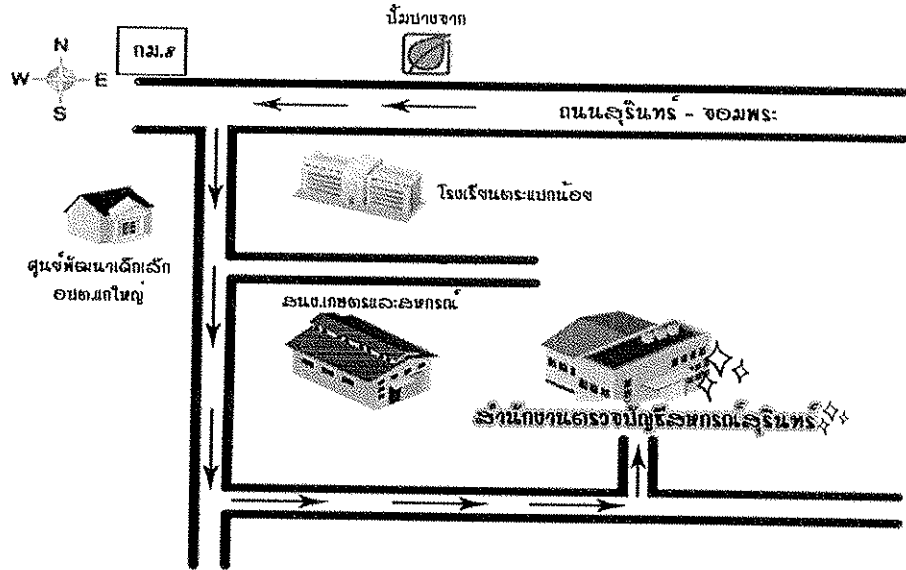 ปั๊มบางจาก
N
กม.๕
W E
S
ถนนสุรินทร์ - จอมพระ
โรงเรียนตระแบกน้อย
ศูนย์พัฒนาเด็กเล็ก
อบต.แกใหญ่
สนง.เกษตรและสหกรณ์
สำนักงานตรวจบัญชีสหกรณ์สุรินทร์